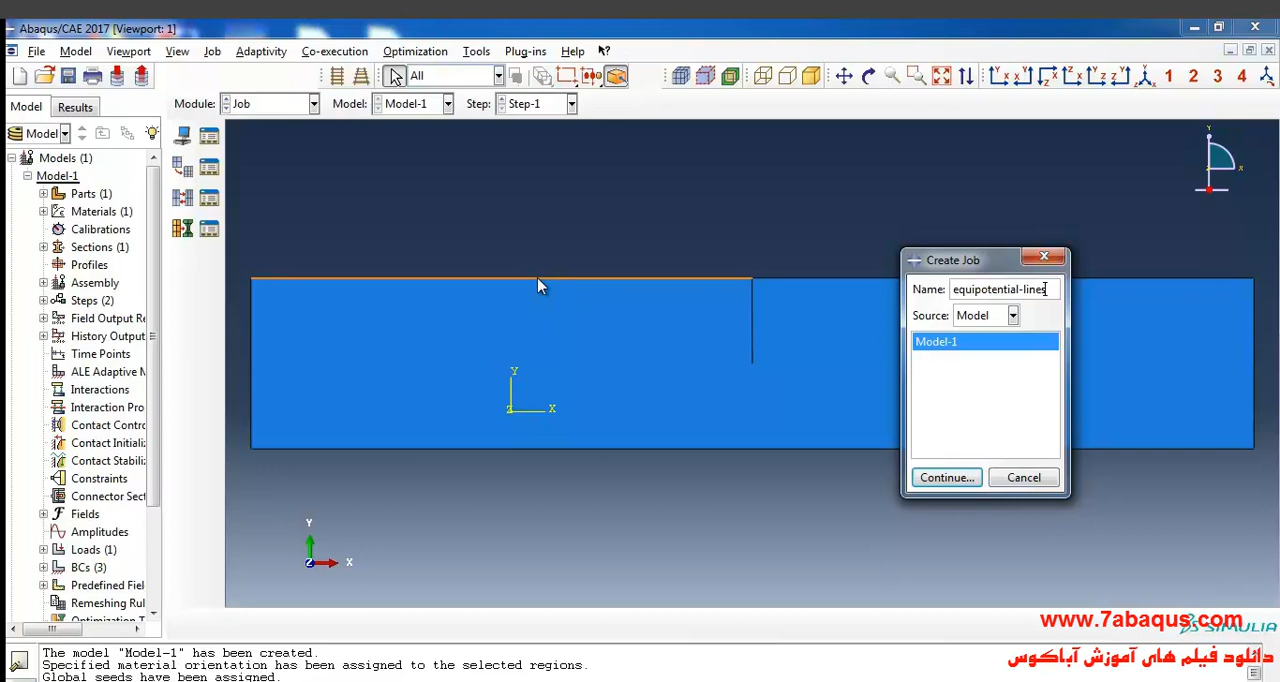 Abaqus/CAE 2017 [Viewport: 1]
File Model Viewport View Job Adaptivity Co-execution Optimization Tools Plug-ins Help
All
1 2 3 4
Model Results Module: Job Model: Model-1 Step: Step-1
Model
Models (1)
Model-1
Parts (1)
Materials (1)
Calibrations
Sections (1)
Profiles
Assembly
Steps (2)
Field Output Re
History Output
Time Points
ALE Adaptive M
Interactions
Interaction Pro
Contact Contro
Contact Initiali
Contact Stabili
Constraints
Connector Sect
Fields
Amplitudes
Loads (1)
BCs (3)
Predefined Fiel
Remeshing Rul
Y
X
Z
Y
X
Z
Y
X
Create Job
Name: equipotential-lines
Source: Model
Model-1
Continue... Cancel
www.7abaqus.com
SIMULIA
دانلود فیلم های آموزش آباکوس
The model "Model-1" has been created.
Specified material orientation has been assigned to the selected regions.
Global seeds have been assigned.